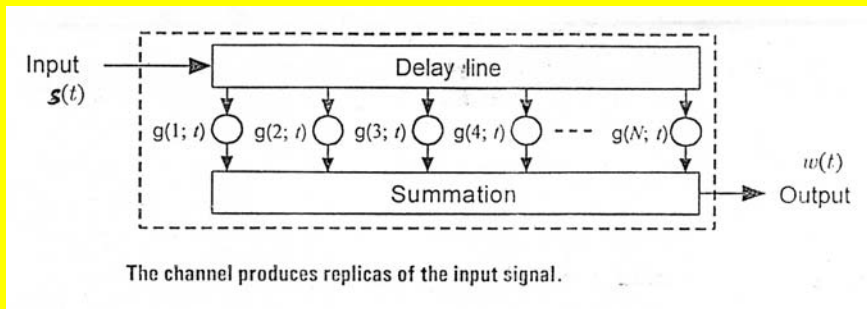 Input
s(t)
Delay line
g(1; t) g(2; t) g(3; t) g(4; t) g(N; t)
Summation
w(t)
Output
The channel produces replicas of the input signal.